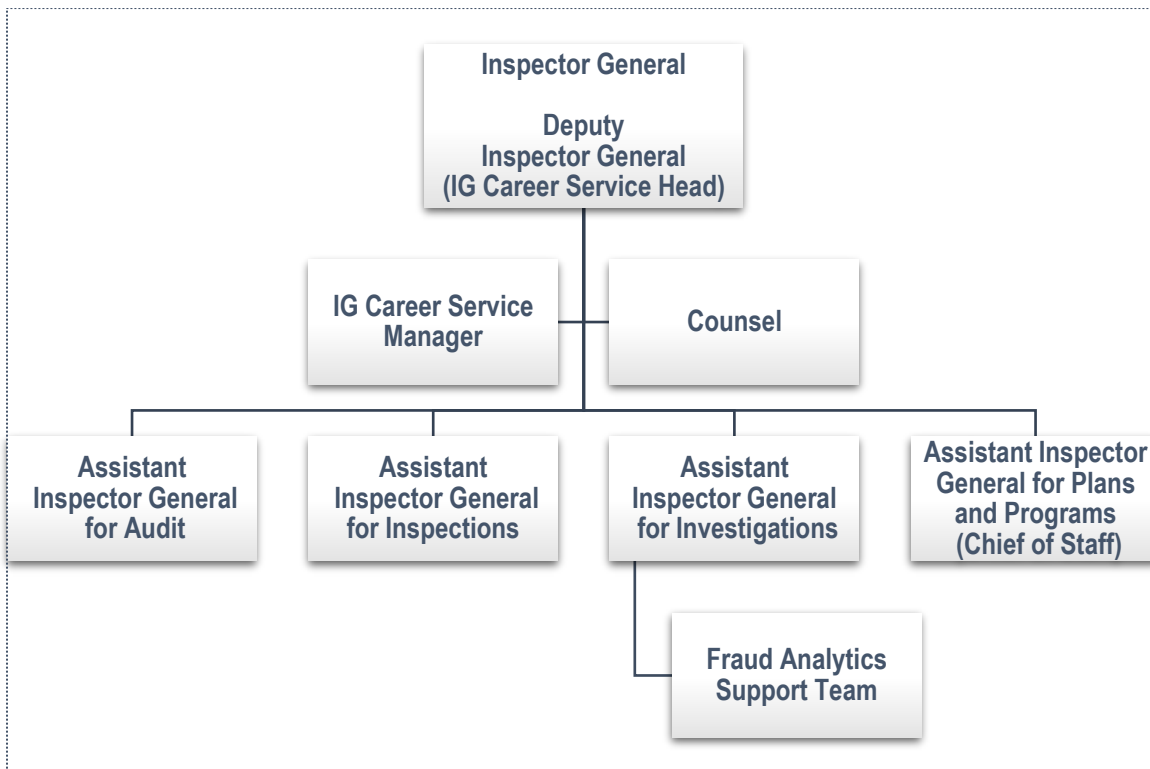 Inspector General
Deputy
Inspector General
(IG Career Service Head)
IG Career Service
Manager
Counsel
Assistant
Inspector General
for Audit
Assistant
Inspector General
for Inspections
Assistant
Inspector General
for Investigations
Assistant Inspector
General for Plans
and Programs
(Chief of Staff)
Fraud Analytics
Support Team